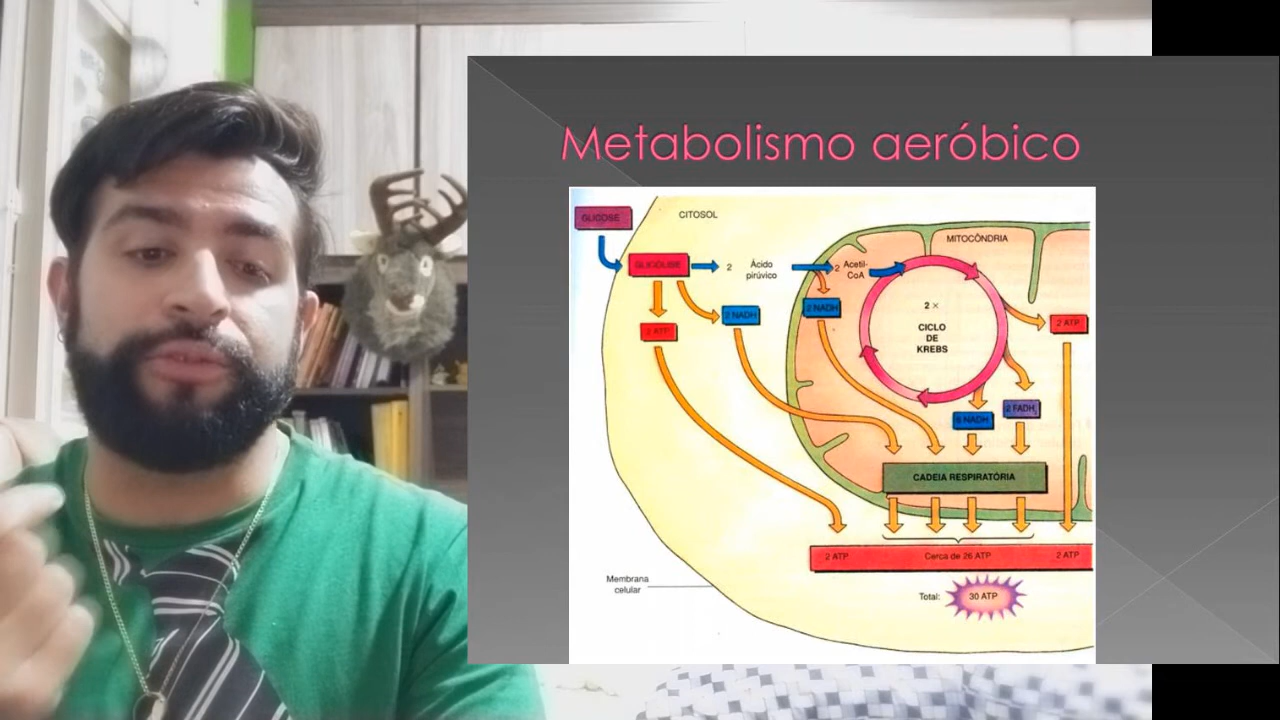 Metabolismo aeróbico
GLICOSE
CITOSOL
MITOCÔNDRIA
GLICÓLISE
2
Ácido
pirúvico
2
Acetil-
CoA
2 ATP
2 NADH
2 NADH
2 ×
CICLO
DE
KREBS
2 ATP
6 NADH
2 FADH
CADEIA RESPIRATÓRIA
2 ATP
Cerca de 26 ATP
2 ATP
Membrana
celular
Total:
30 ATP